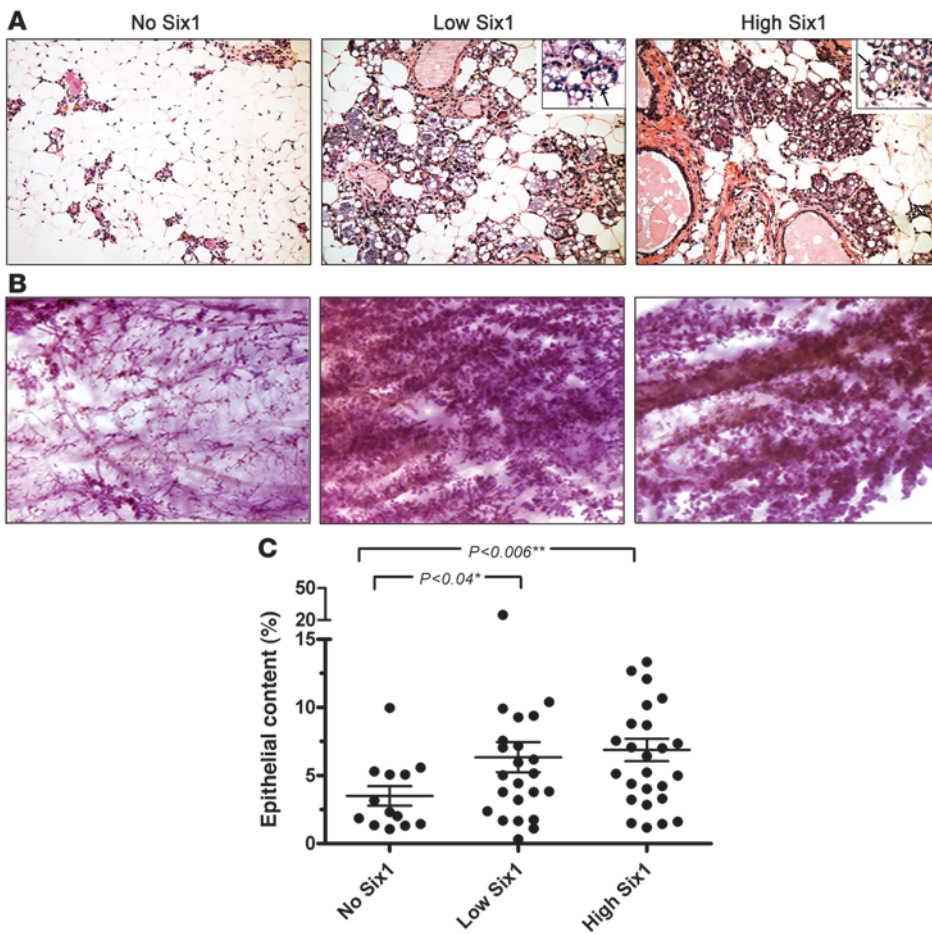 A
No Six1 Low Six1 High Six1
B
C
P<0.006**
P<0.04*
50
20
15
10
5
0
Epithelial content (%)
No Six1 Low Six1 High Six1